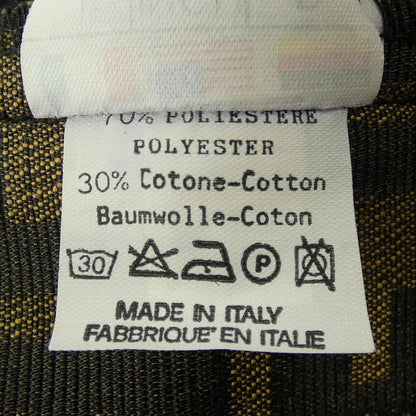 70% POLIESTERE
POLYESTER
30% Cotone-Cotton
Baumwolle-Coton
30 P
MADE IN ITALY
FABBRIQUE' EN ITALIE